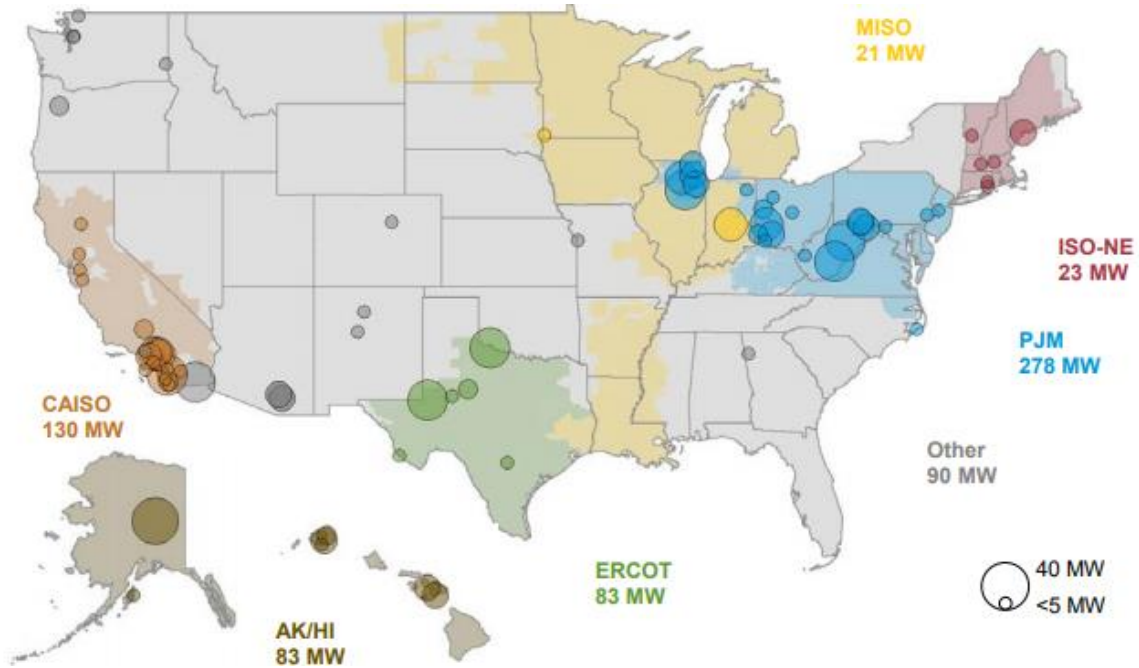 MISO
21 MW
ISO-NE
23 MW
PJM
278 MW
CAISO
130 MW
Other
90 MW
ERCOT
83 MW
AK/HI
83 MW
40 MW
<5 MW